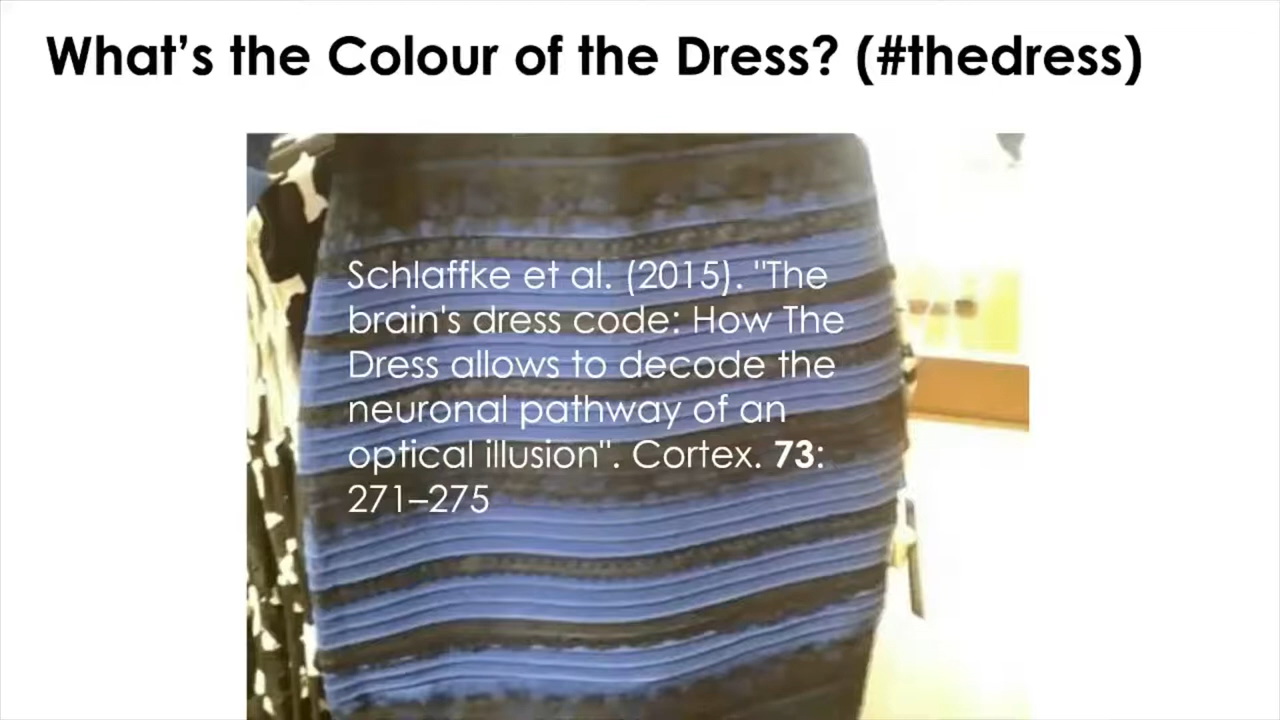 What's the Colour of the Dress? (#thedress)
Schlaffke et al. (2015). "The
brain's dress code: How The
Dress allows to decode the
neuronal pathway of an
optical illusion". Cortex. 73:
271–275